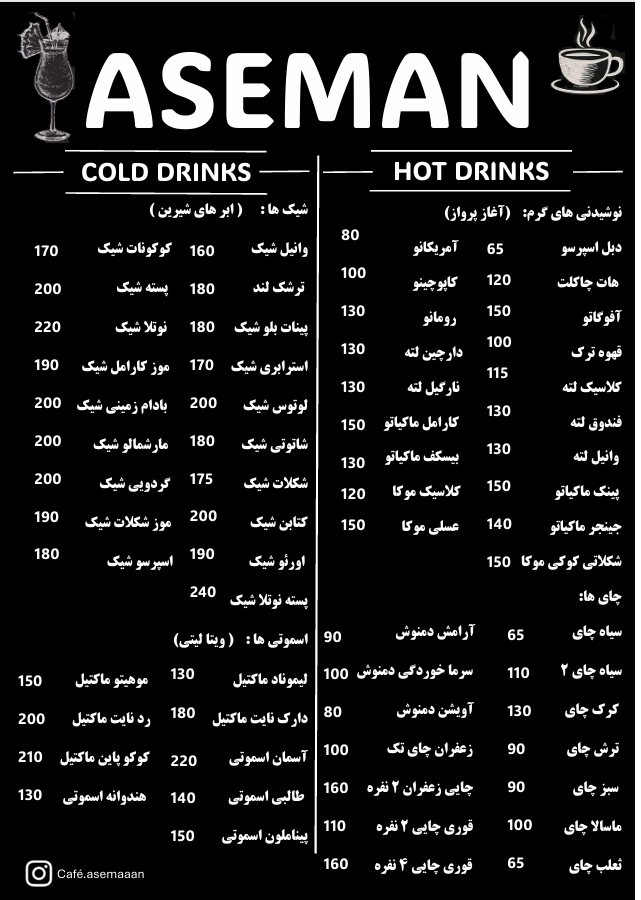 ASEMAN
HOT DRINKS
نوشیدنی های گرم: (آغاز پرواز)
دبل اسپرسو 65 آمریکانو 80
هات چاکلت 120 کاپوچینو 100
آفوگاتو 150 رومانو 130
قهوه ترک 100 دارچین لته 130
کلاسیک لته 115 نارگیل لته 130
فندوق لته 130 کارامل ماکیاتو 150
وانیل لته 130 بیسکف ماکیاتو 130
پینک ماکیاتو 150 کلاسیک موکا 120
جینجر ماکیاتو 140 عسلی موکا 150
شکلاتی کوکی موکا 150
چای ها:
سیاه چای 65 آرامش دمنوش 90
سیاه چای ۲ 110 سرما خوردگی دمنوش 100
کرک چای 130 آویشن دمنوش 80
ترش چای 90 زعفران چای تک 100
سبز چای 90 چایی زعفران ۲ نفره 160
ماسالا چای 100 قوری چایی ۲ نفره 110
ثعلب چای 65 قوری چایی ۴ نفره 160
COLD DRINKS
شیک ها: (ابر های شیرین)
وانیل شیک 160 کوکونات شیک 170
ترشک لند 180 پسته شیک 200
پینات بلو شیک 180 نوتلا شیک 220
استرابری شیک 170 موز کارامل شیک 190
لوتوس شیک 200 بادام زمینی شیک 200
شاتوتی شیک 180 مارشمالو شیک 200
شکلات شیک 175 گردویی شیک 200
کتابن شیک 200 موز شکلات شیک 190
اورئو شیک 190 اسپرسو شیک 180
پسته نوتلا شیک 240
اسموتی ها: (ویتا لیتی)
لیموناد ماکتیل 130 موهیتو ماکتیل 150
دارک نایت ماکتیل 180 رد نایت ماکتیل 200
آسمان اسموتی 220 کوکو پاین ماکتیل 210
طالبی اسموتی 140 هندوانه اسموتی 130
پیناملون اسموتی 150
Café.asemaaan